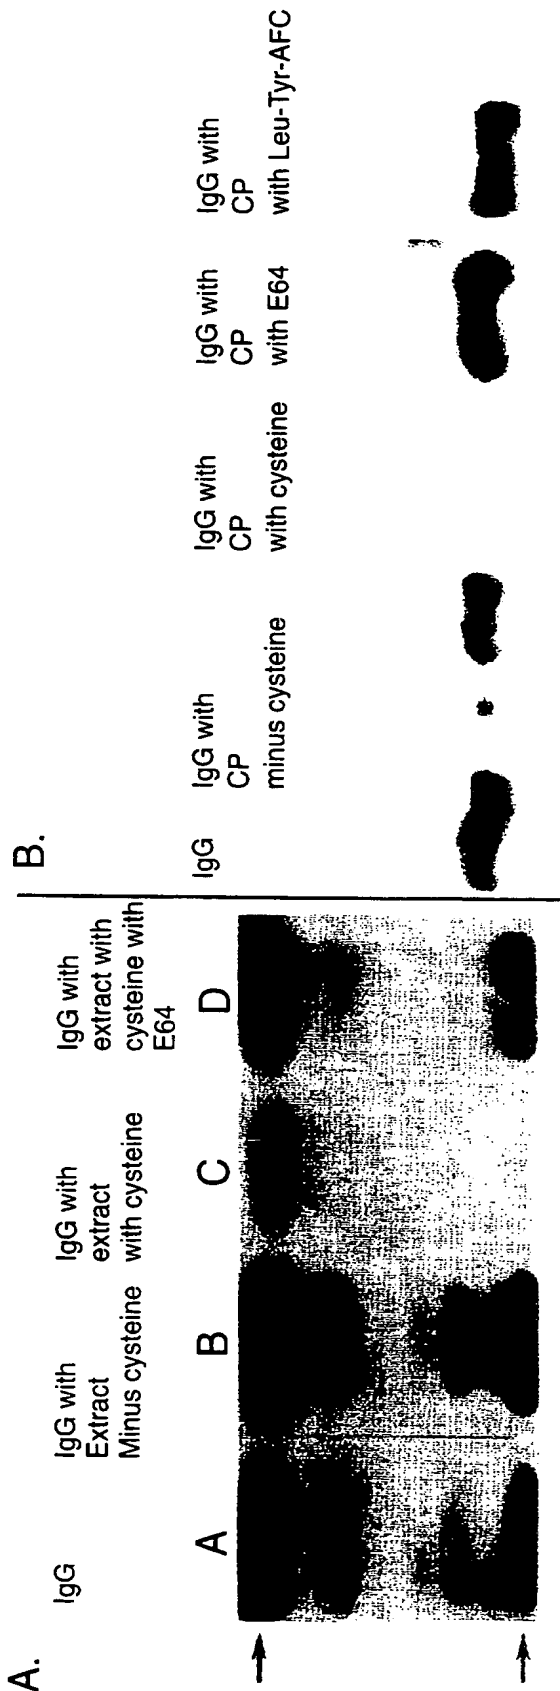 A.
IgG
IgG with
Extract
Minus cysteine
IgG with
extract
with cysteine
IgG with
extract with
cysteine with
E64
A
B
C
D
B.
IgG
IgG with
CP
minus cysteine
IgG with
CP
with cysteine
IgG with
CP
with E64
IgG with
CP
with Leu-Tyr-AFC